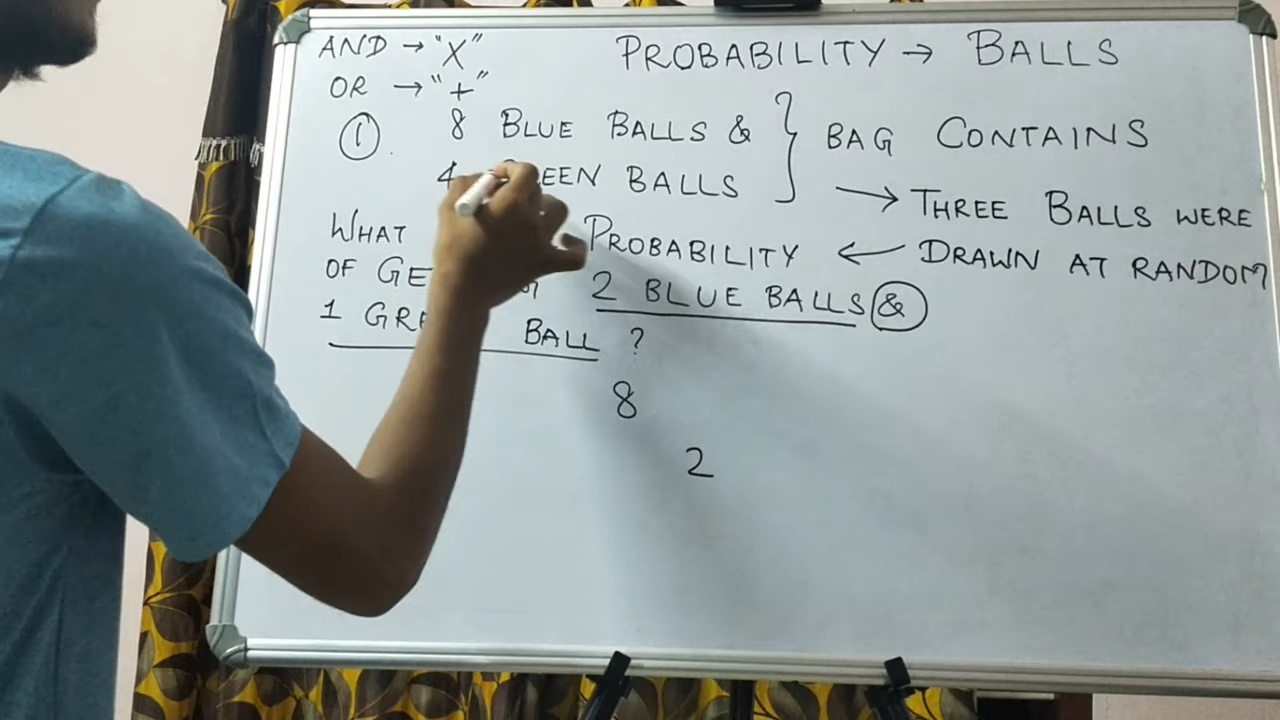 AND → "X"
PROBABILITY → BALLS
OR → "+"
① . 8 BLUE BALLS &
4 EEN BALLS
BAG CONTAINS
→ THREE BALLS WERE
← DRAWN AT RANDOM
WHAT PROBABILITY
OF GE 2 BLUE BALLS &
1 GRE BALL ?
8
2